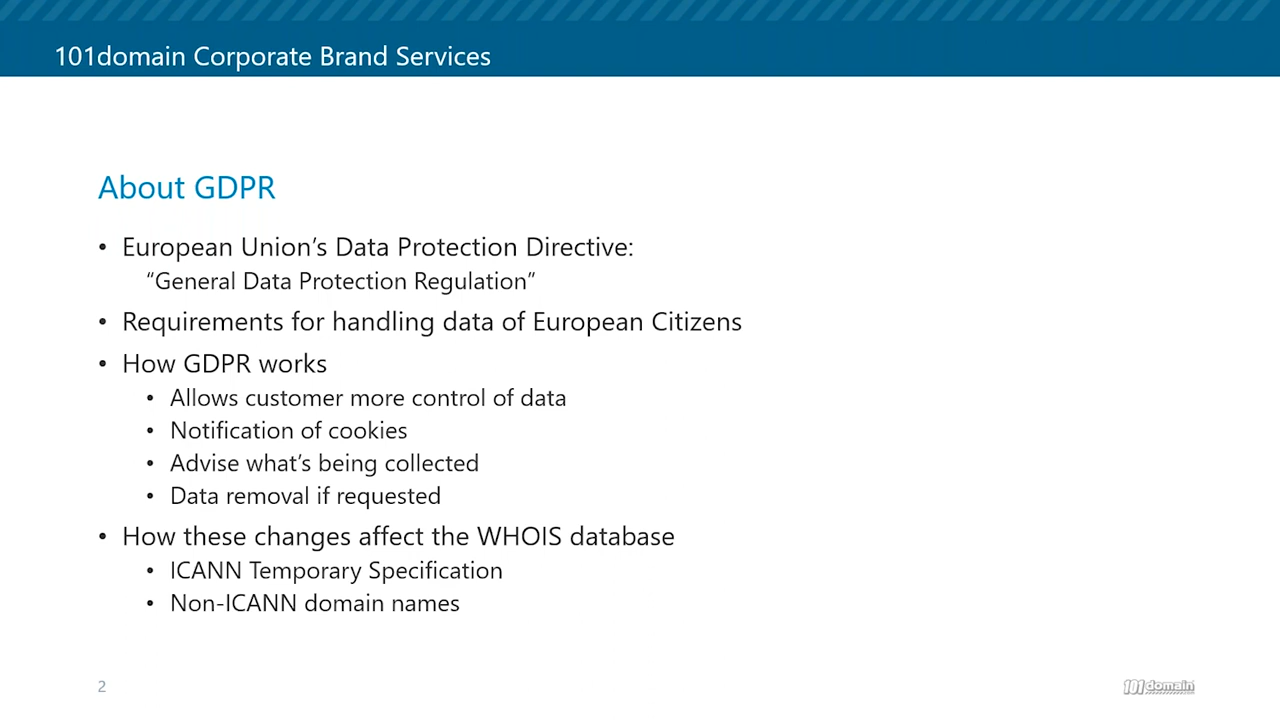 101domain Corporate Brand Services
About GDPR
• European Union’s Data Protection Directive:
“General Data Protection Regulation”
• Requirements for handling data of European Citizens
• How GDPR works
• Allows customer more control of data
• Notification of cookies
• Advise what’s being collected
• Data removal if requested
• How these changes affect the WHOIS database
• ICANN Temporary Specification
• Non-ICANN domain names
2
101domain